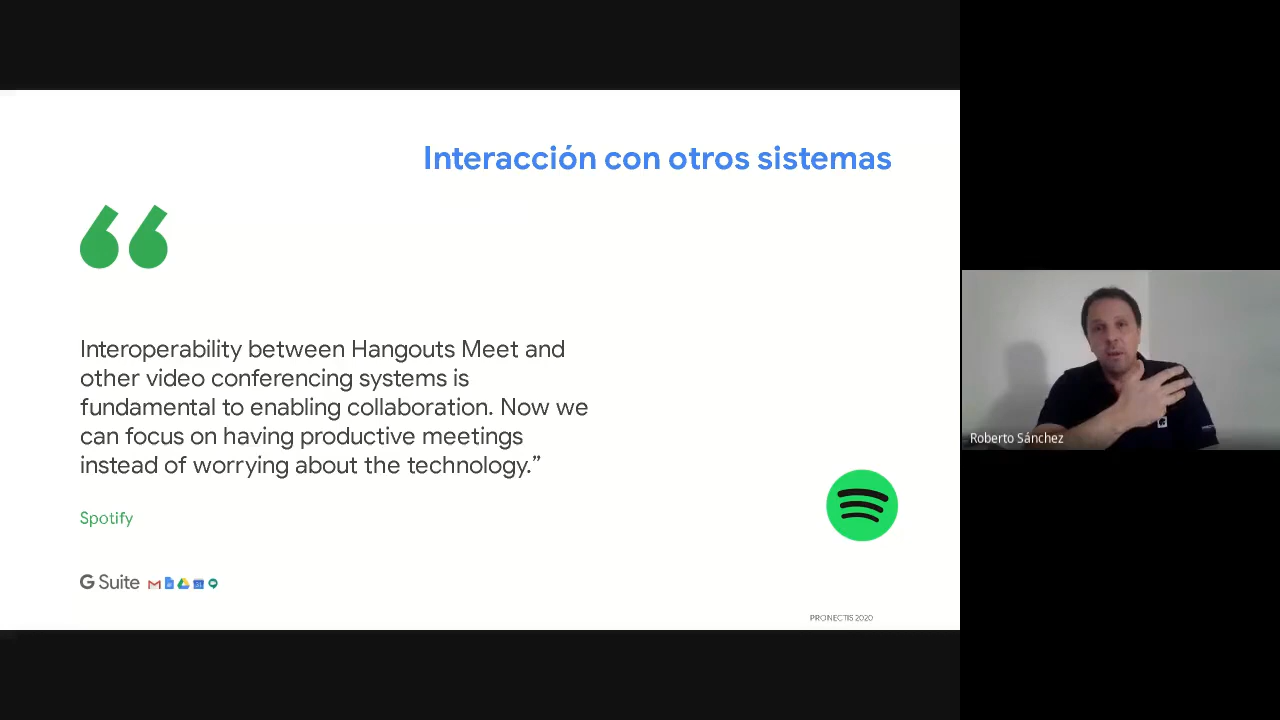 Interacción con otros sistemas
Interoperability between Hangouts Meet and
other video conferencing systems is
fundamental to enabling collaboration. Now we
can focus on having productive meetings
instead of worrying about the technology.”
Spotify
G Suite
PROINECTIS 2020
Roberto Sánchez